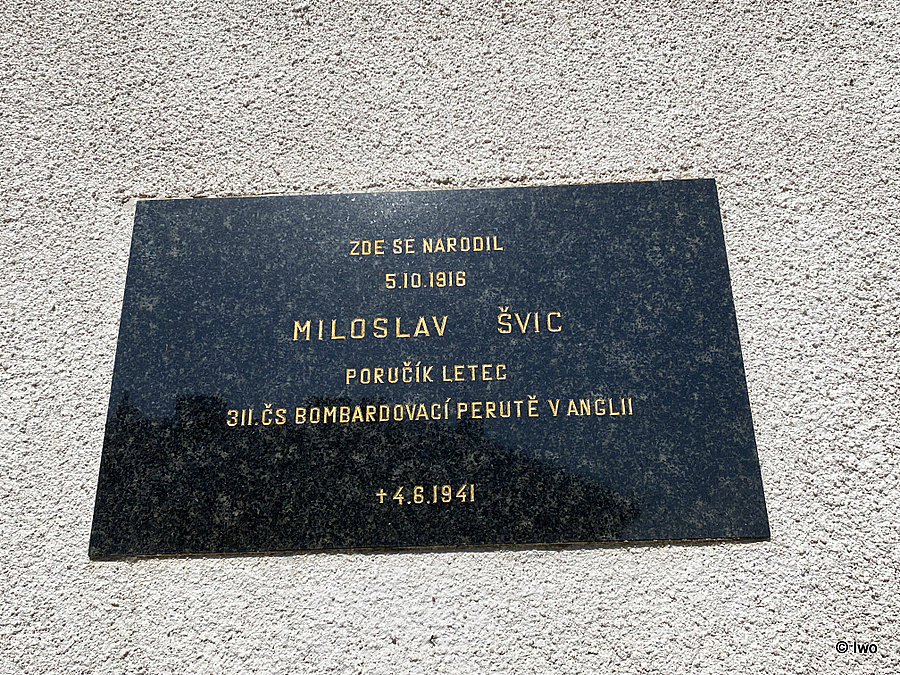 ZDE SE NARODIL
5.10.1916
MILOSLAV ŠVIC
PORUČÍK LETEC
311.ČS BOMBARDOVACÍ PERUTĚ V ANGLII
✝4.6.1941
© Iwo